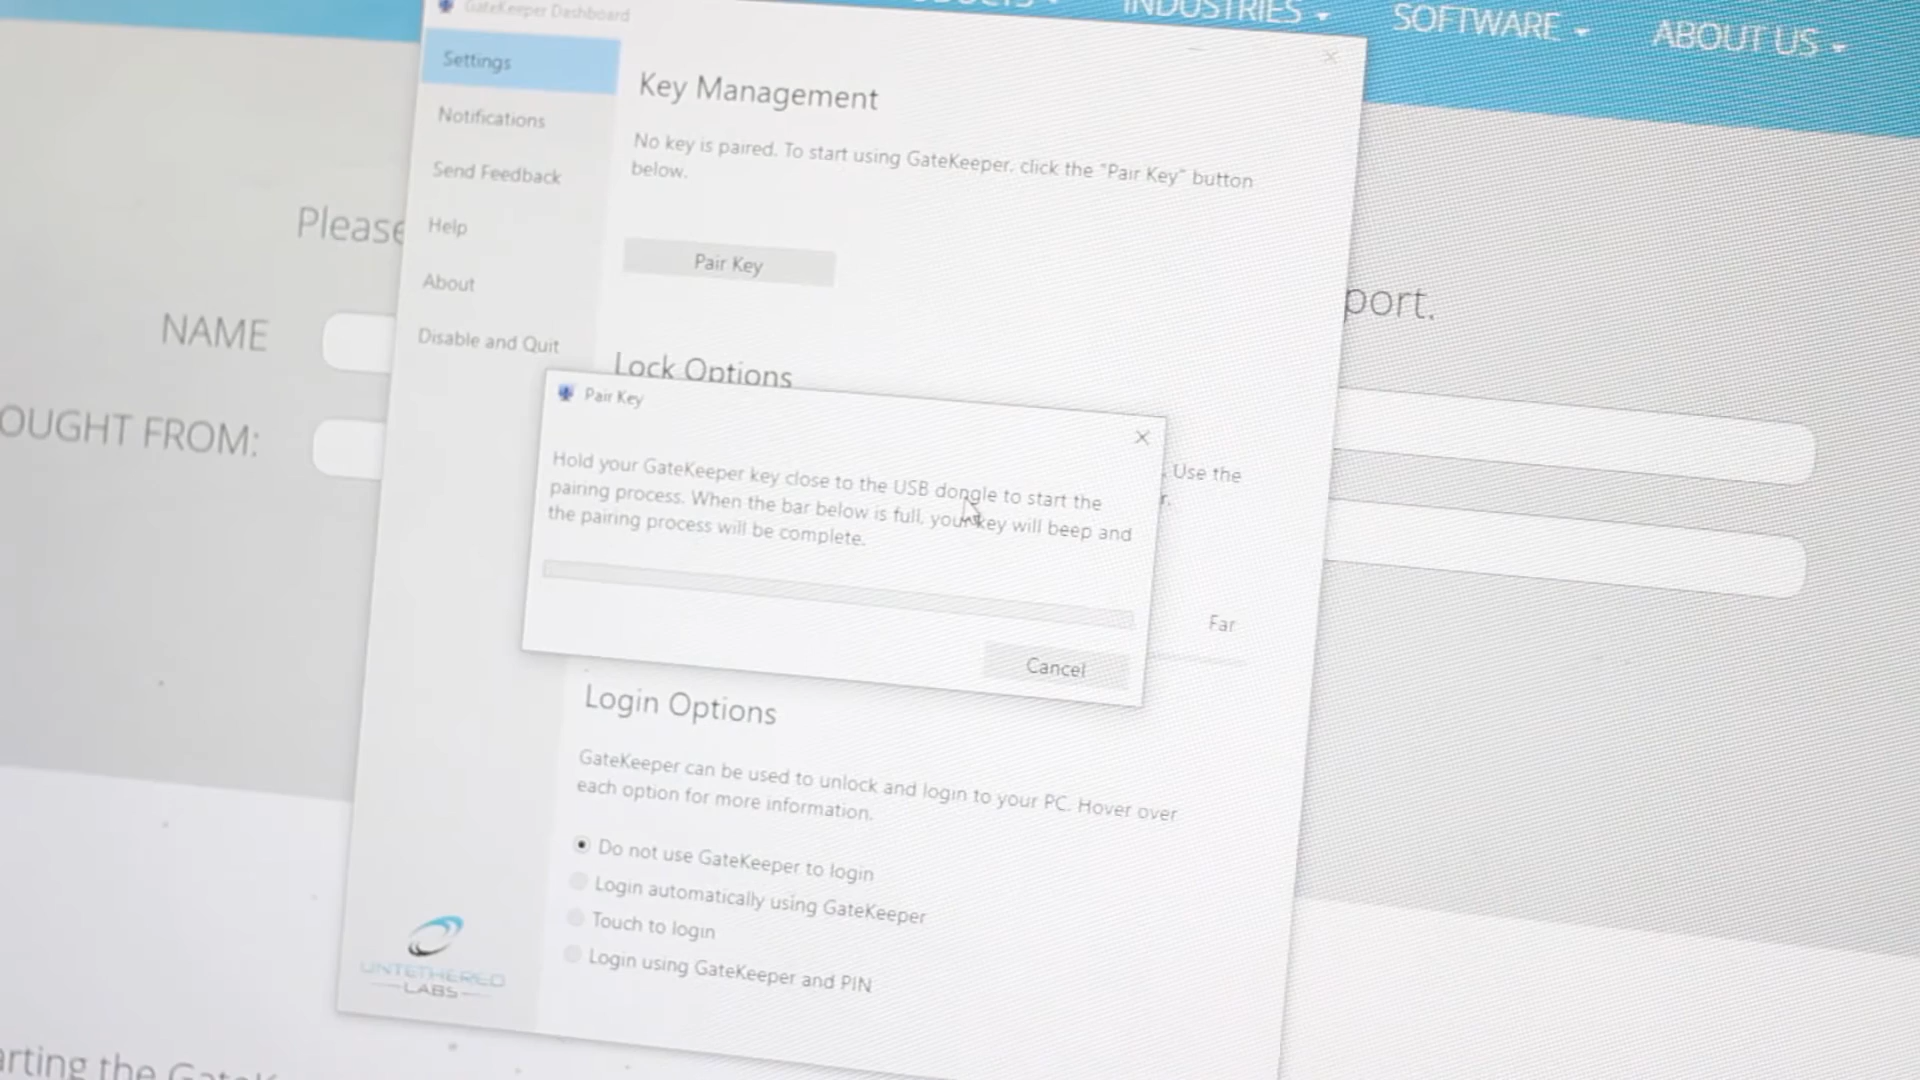 INDUSTRIES
SOFTWARE
ABOUT US
GateKeeper Dashboard
Settings
Notifications
Send Feedback
Help
About
Disable and Quit
Key Management
No key is paired. To start using GateKeeper, click the "Pair Key" button
below.
Pair Key
Lock Options
Use the
Far
Pair Key
Hold your GateKeeper key close to the USB dongle to start the
pairing process. When the bar below is full, your key will beep and
the pairing process will be complete.
Cancel
Login Options
GateKeeper can be used to unlock and login to your PC. Hover over
each option for more information.
Do not use GateKeeper to login
Login automatically using GateKeeper
Touch to login
Login using GateKeeper and PIN
UNTETHERED
LABS
Please
port.
NAME
OUGHT FROM:
arting the